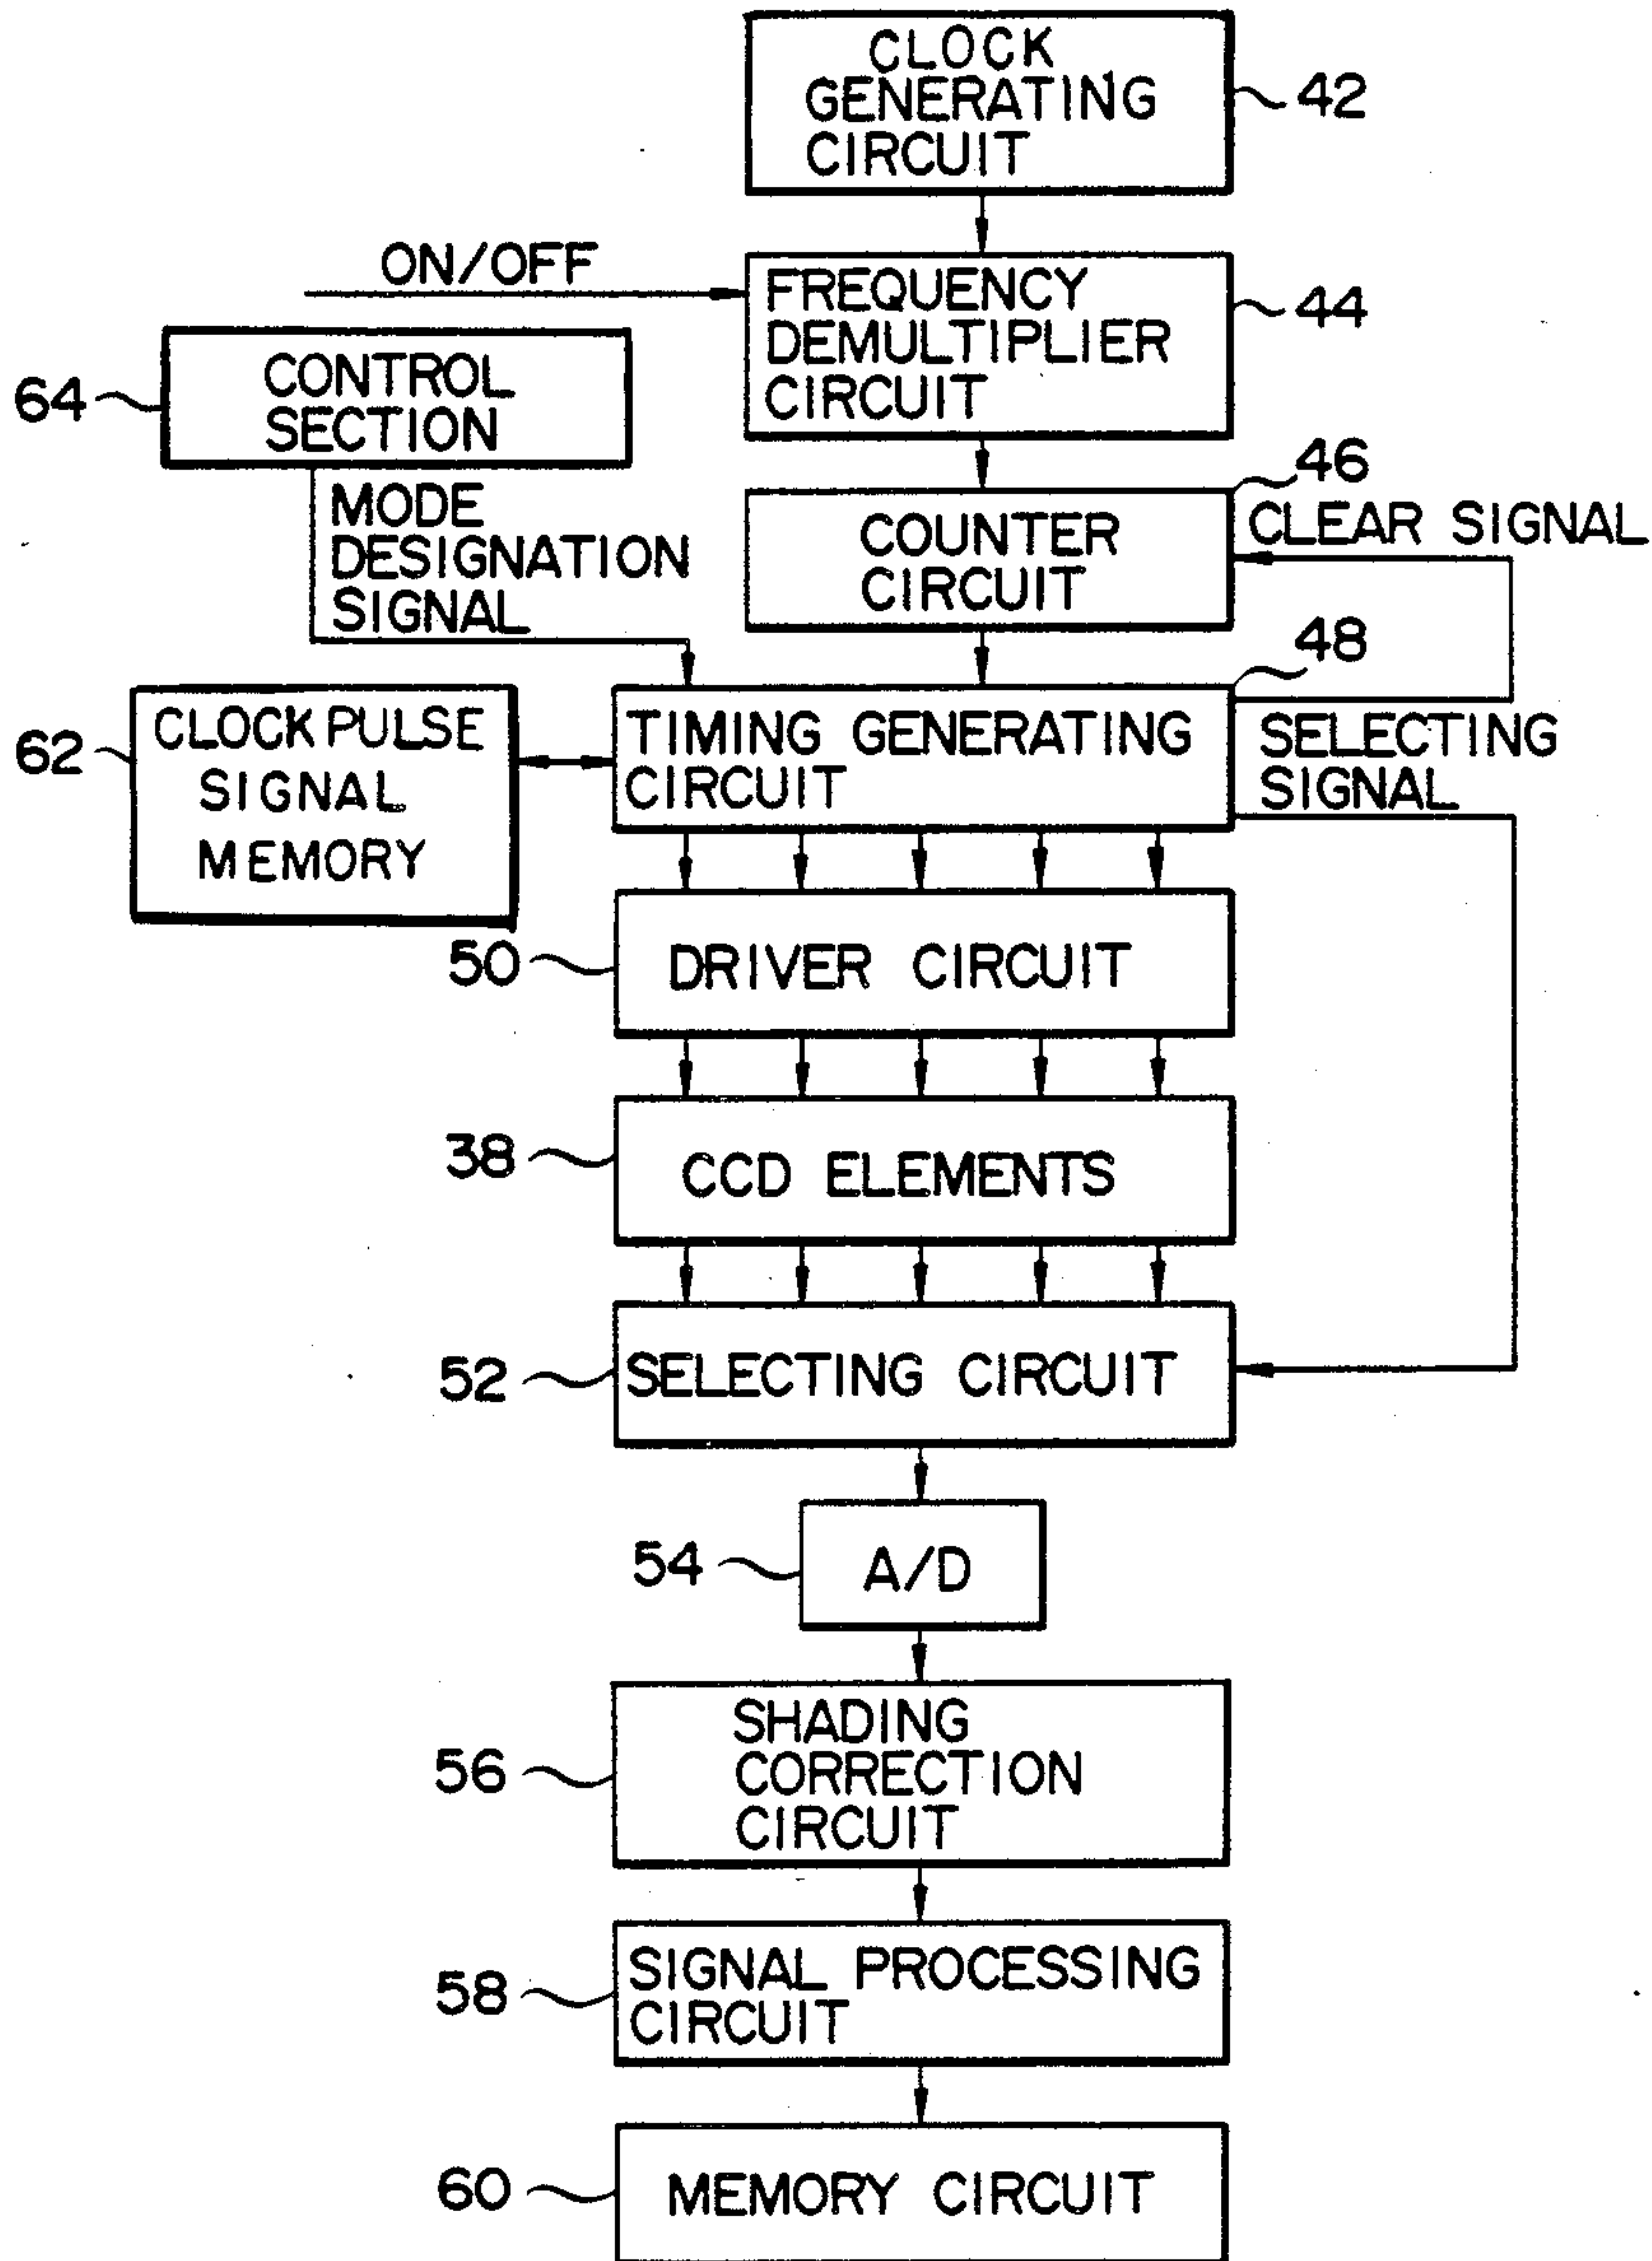 CLOCK
GENERATING
CIRCUIT
42
ON/OFF
FREQUENCY
DEMULTIPLIER
CIRCUIT
44
64
CONTROL
SECTION
46
MODE
DESIGNATION
SIGNAL
COUNTER
CIRCUIT
CLEAR SIGNAL
48
62
CLOCK PULSE
SIGNAL
MEMORY
TIMING GENERATING
CIRCUIT
SELECTING
SIGNAL
50
DRIVER CIRCUIT
38
CCD ELEMENTS
52
SELECTING CIRCUIT
54
A/D
56
SHADING
CORRECTION
CIRCUIT
58
SIGNAL PROCESSING
CIRCUIT
60
MEMORY CIRCUIT